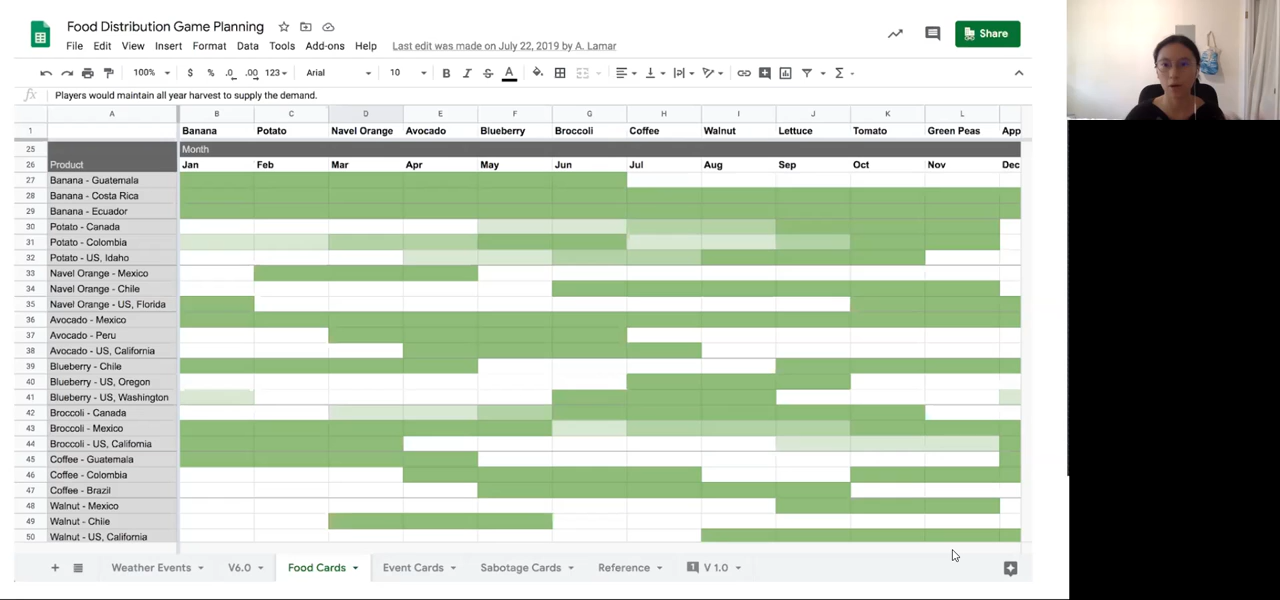 Food Distribution Game Planning
File Edit View Insert Format Data Tools Add-ons Help Last edit was made on July 22, 2019 by A. Lamar
Share
100% $ % .0 .00 123 Arial 10 B I S A
fx Players would maintain all year harvest to supply the demand.
A B C D E F G H I J K L
1 Banana Potato Navel Orange Avocado Blueberry Broccoli Coffee Walnut Lettuce Tomato Green Peas App
25 Month
26 Product Jan Feb Mar Apr May Jun Jul Aug Sep Oct Nov Dec
27 Banana - Guatemala
28 Banana - Costa Rica
29 Banana - Ecuador
30 Potato - Canada
31 Potato - Colombia
32 Potato - US, Idaho
33 Navel Orange - Mexico
34 Navel Orange - Chile
35 Navel Orange - US, Florida
36 Avocado - Mexico
37 Avocado - Peru
38 Avocado - US, California
39 Blueberry - Chile
40 Blueberry - US, Oregon
41 Blueberry - US, Washington
42 Broccoli - Canada
43 Broccoli - Mexico
44 Broccoli - US, California
45 Coffee - Guatemala
46 Coffee - Colombia
47 Coffee - Brazil
48 Walnut - Mexico
49 Walnut - Chile
50 Walnut - US, California
Weather Events V6.0 Food Cards Event Cards Sabotage Cards Reference 1 V 1.0